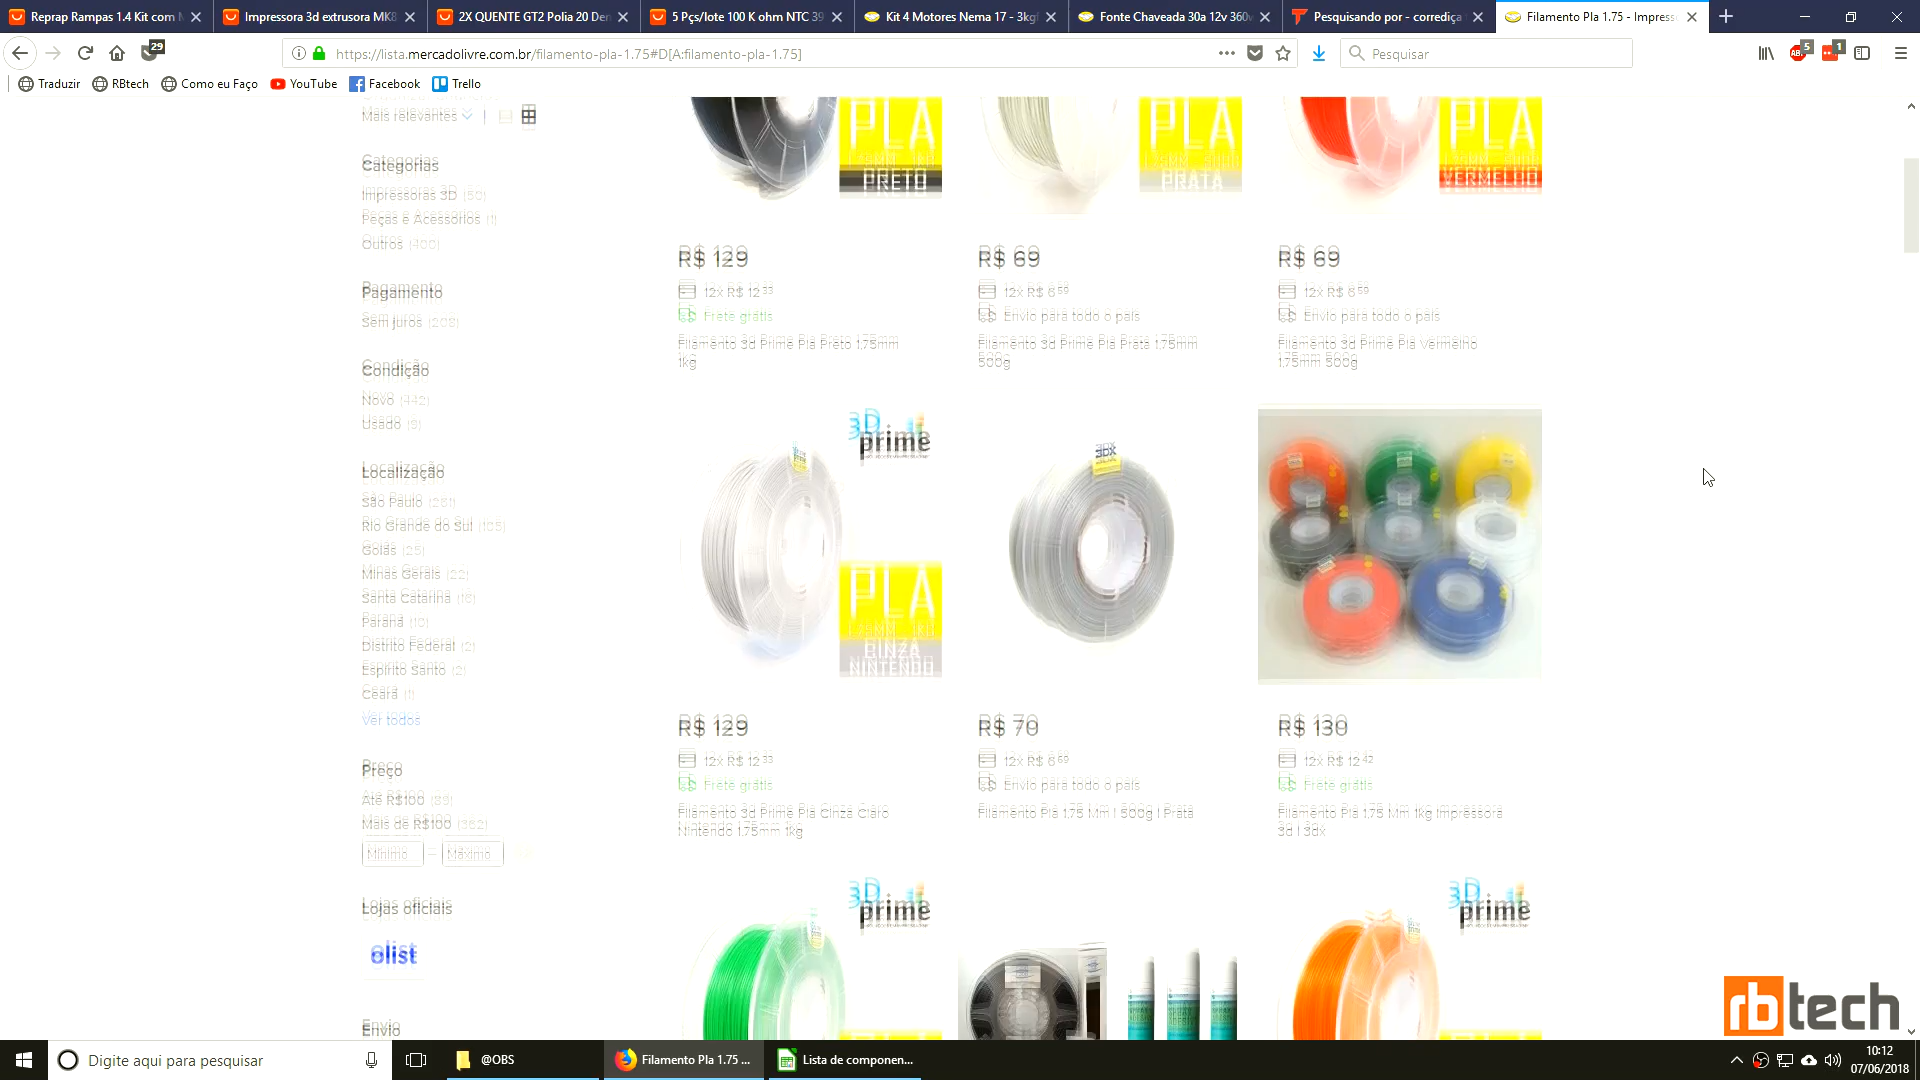 Reprap Rampas 1.4 Kit com M
Impressora 3d extrusora MK8
2X QUENTE GT2 Polia 20 Den
5 Pçs/lote 100 K ohm NTC 39
Kit 4 Motores Nema 17 - 3kgf
Fonte Chaveada 30a 12v 360w
Pesquisando por - corrediça
Filamento Pla 1.75 - Impress
29
https://lista.mercadolivre.com.br/filamento-pla-1.75#D[A:filamento-pla-1.75]
Pesquisar
5
1
Traduzir
RBtech
Como eu Faço
YouTube
Facebook
Trello
Mais relevantes
Categorias
Impressoras 3D (50)
Peças e Acessórios (1)
Outros (400)
Pagamento
Sem juros (208)
Condição
Novo (442)
Usado (9)
Localização
São Paulo (261)
Rio Grande do Sul (105)
Goiás (25)
Minas Gerais (22)
Santa Catarina (18)
Paraná (10)
Distrito Federal (2)
Espírito Santo (2)
Ceará (1)
Ver todos
Preço
Até R$100 (89)
Mais de R$100 (362)
Mínimo – Máximo
Lojas oficiais
olist
Envio
PLA
PRETO
PLA
PRATA
PLA
VERMELHO
R$ 129
12x R$ 12 33
Frete grátis
Filamento 3d Prime Pla Preto 1.75mm
1kg
R$ 69
12x R$ 6 59
Envio para todo o país
Filamento 3d Prime Pla Prata 1.75mm
500g
R$ 69
12x R$ 6 59
Envio para todo o país
Filamento 3d Prime Pla Vermelho
1.75mm 500g
3D
prime
PLA
CINZA
NINTENDO
3DX
R$ 129
12x R$ 12 33
Frete grátis
Filamento 3d Prime Pla Cinza Claro
Nintendo 1.75mm 1kg
R$ 70
12x R$ 6 69
Envio para todo o país
Filamento Pla 1.75 Mm | 500g | Prata
R$ 130
12x R$ 12 42
Frete grátis
Filamento Pla 1.75 Mm 1kg Impressora
3d | 3dx
3D
prime
3D
prime
rbtech
Digite aqui para pesquisar
@OBS
Filamento Pla 1.75 ...
Lista de componen...
10:12
07/06/2018